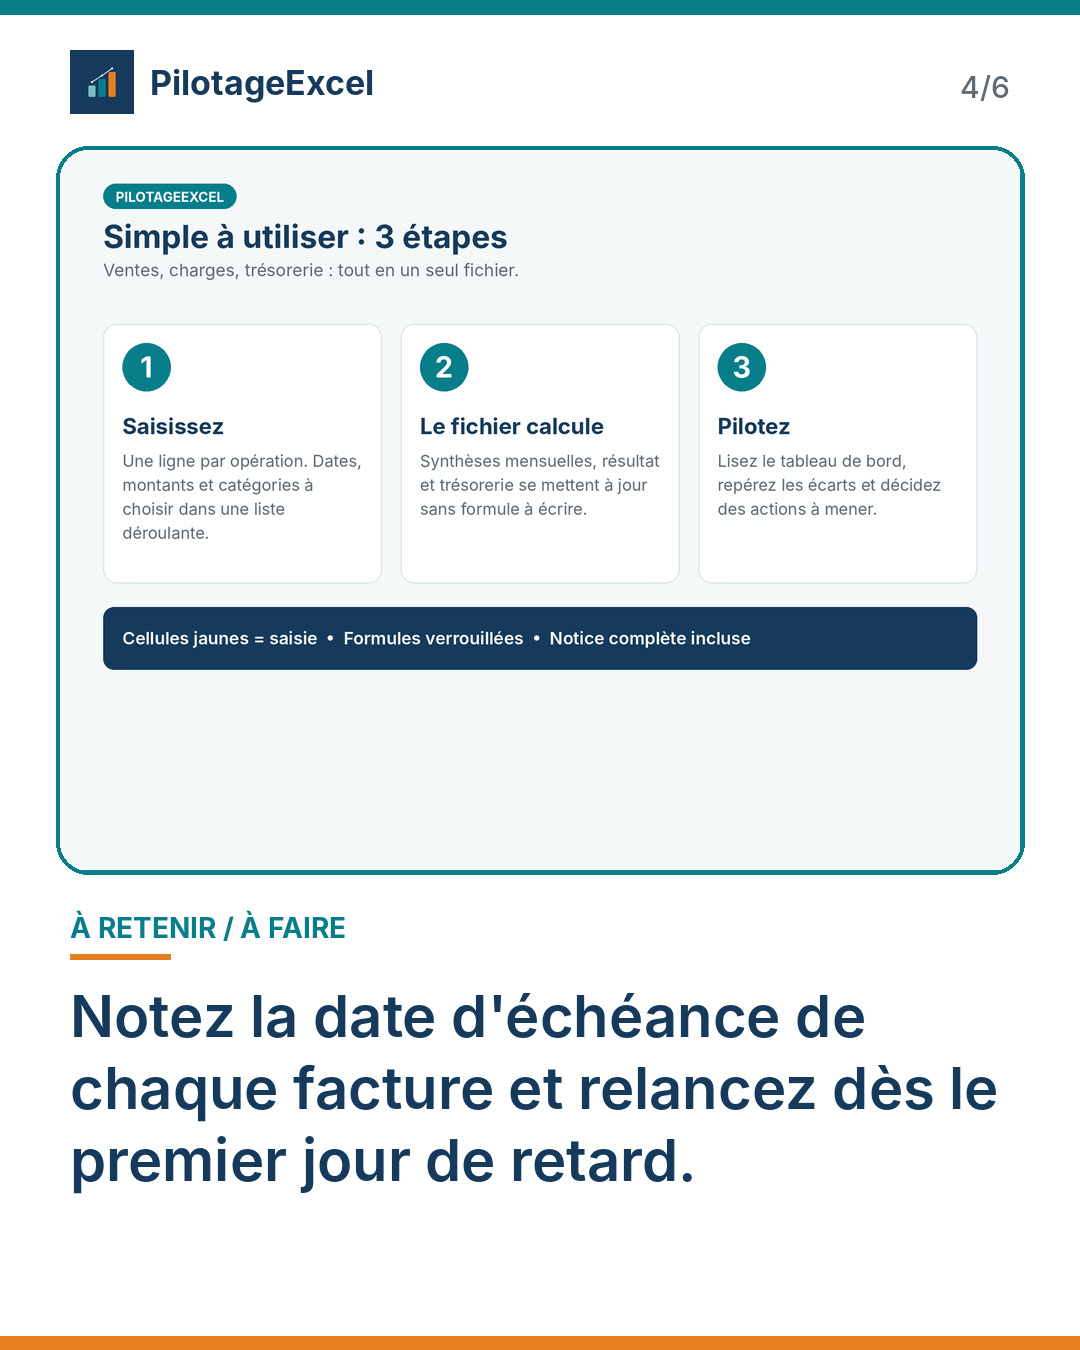 PilotageExcel
4/6
PILOTAGEEXCEL
Simple à utiliser : 3 étapes
Ventes, charges, trésorerie : tout en un seul fichier.
1
Saisissez
Une ligne par opération. Dates,
montants et catégories à
choisir dans une liste
déroulante.
2
Le fichier calcule
Synthèses mensuelles, résultat
et trésorerie se mettent à jour
sans formule à écrire.
3
Pilotez
Lisez le tableau de bord,
repérez les écarts et décidez
des actions à mener.
Cellules jaunes = saisie • Formules verrouillées • Notice complète incluse
À RETENIR / À FAIRE
Notez la date d'échéance de
chaque facture et relancez dès le
premier jour de retard.